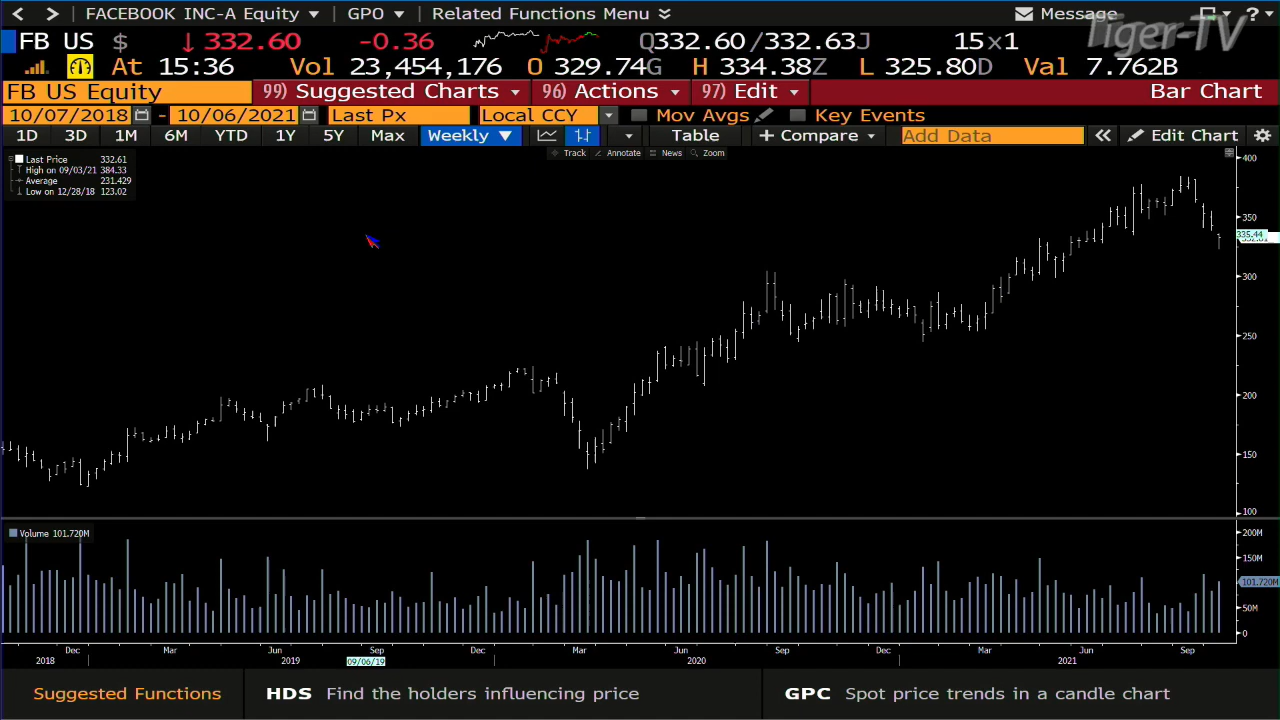 FACEBOOK INC-A Equity GPO Related Functions Menu Message ?
Tiger-TV
FB US $ ↓ 332.60 -0.36 Q332.60/332.63J 15x1
At 15:36 Vol 23,454,176 O 329.74G H 334.38Z L 325.80D Val 7.762B
FB US Equity 99) Suggested Charts 96) Actions 97) Edit Bar Chart
10/07/2018 - 10/06/2021 Last Px Local CCY Mov Avgs Key Events
1D 3D 1M 6M YTD 1Y 5Y Max Weekly ▼ Table + Compare Add Data « Edit Chart
Track Annotate News Zoom
Last Price 332.61
High on 09/03/21 384.33
Average 231.429
Low on 12/28/18 123.02
400
350
335.44
300
250
200
150
100
Volume 101.720M
200M
150M
101.720M
50M
0
Dec Mar Jun Sep Dec Mar Jun Sep Dec Mar Jun Sep
2018 2019 09/06/19 2020 2021
Suggested Functions HDS Find the holders influencing price GPC Spot price trends in a candle chart